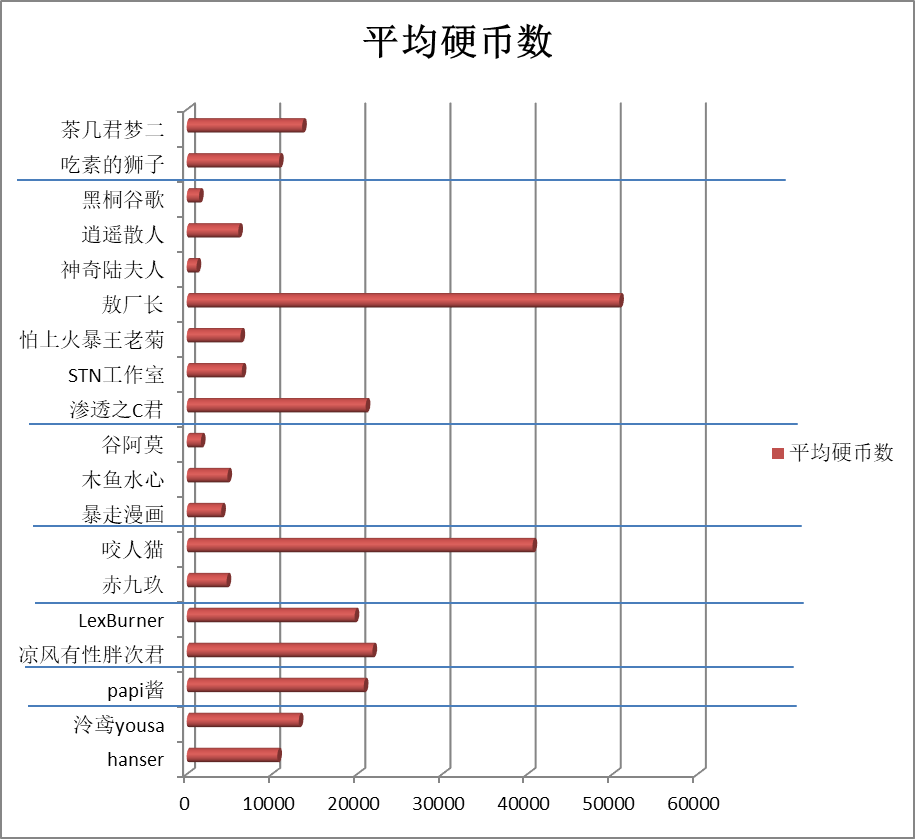 平均硬币数
茶几君梦二
吃素的狮子
黑桐谷歌
逍遥散人
神奇陆夫人
敖厂长
怕上火暴王老菊
STN工作室
渗透之C君
谷阿莫
平均硬币数
木鱼水心
暴走漫画
咬人猫
赤九玖
LexBurner
凉风有性胖次君
papi酱
泠鸢yousa
hanser
0 10000 20000 30000 40000 50000 60000